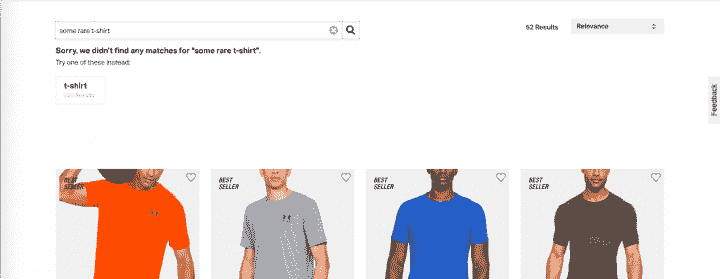 some rare t-shirt
52 Results
Relevance
Sorry, we didn't find any matches for "some rare t-shirt".
Try one of these instead:
t-shirt
Feedback
BEST
SELLER
BEST
SELLER
BEST
SELLER
BEST
SELLER